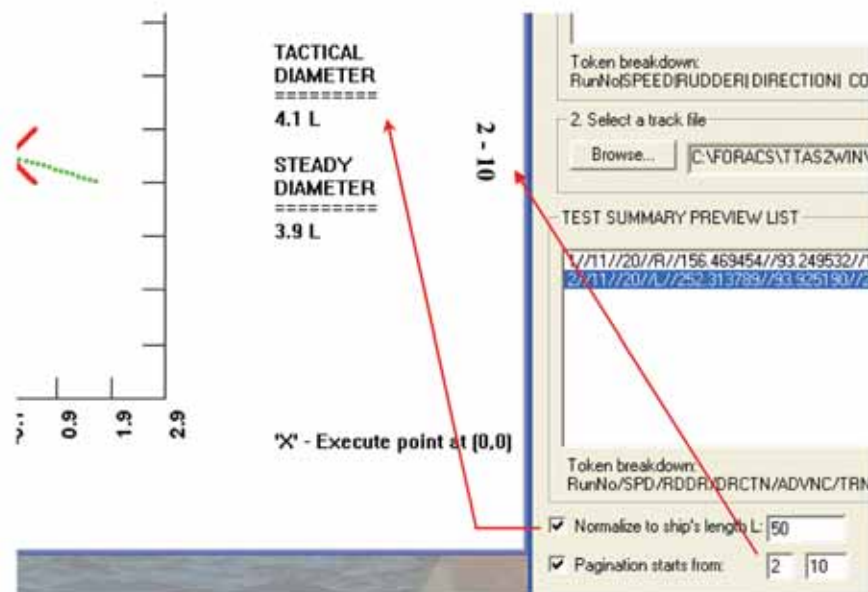 TACTICAL
DIAMETER
=========
4.1 L
STEADY
DIAMETER
=========
3.9 L
2 - 10
0.9
1.9
2.9
'X' - Execute point at (0,0)
Token breakdown:
RunNo|SPEED|RUDDER| DIRECTION| CO
2. Select a track file
Browse...
C:\FORACS\TTAS2WIN\
TEST SUMMARY PREVIEW LIST
1//11//20//R//156.469454//93.249532//
2//11//20//L//252.313789//93.925190//2
Token breakdown:
RunNo/SPD/RDDR/DRCTN/ADVNC/TRN
Normalize to ship's length L: 50
Pagination starts from: 2 10